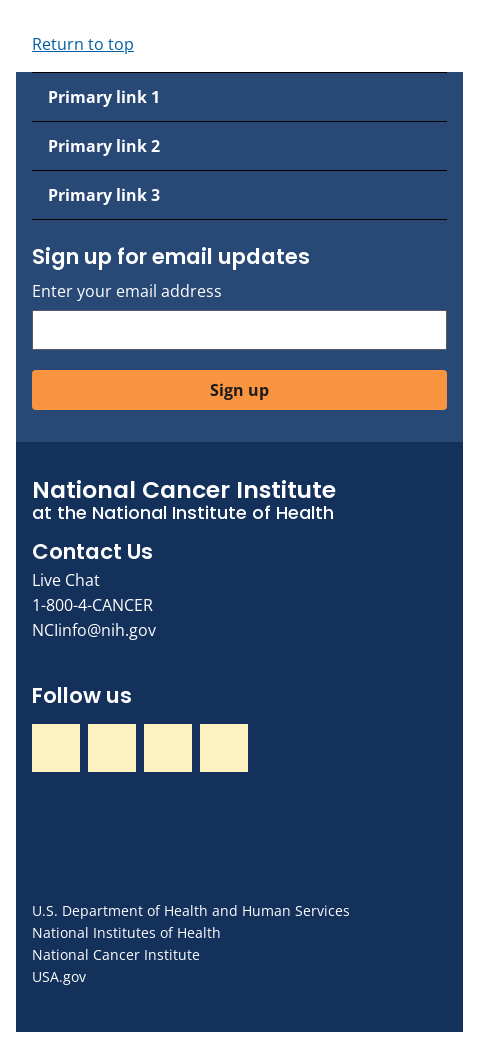 Return to top
Primary link 1
Primary link 2
Primary link 3
Sign up for email updates
Enter your email address
Sign up
National Cancer Institute
at the National Institute of Health
Contact Us
Live Chat
1-800-4-CANCER
NCIinfo@nih.gov
Follow us
U.S. Department of Health and Human Services
National Institutes of Health
National Cancer Institute
USA.gov